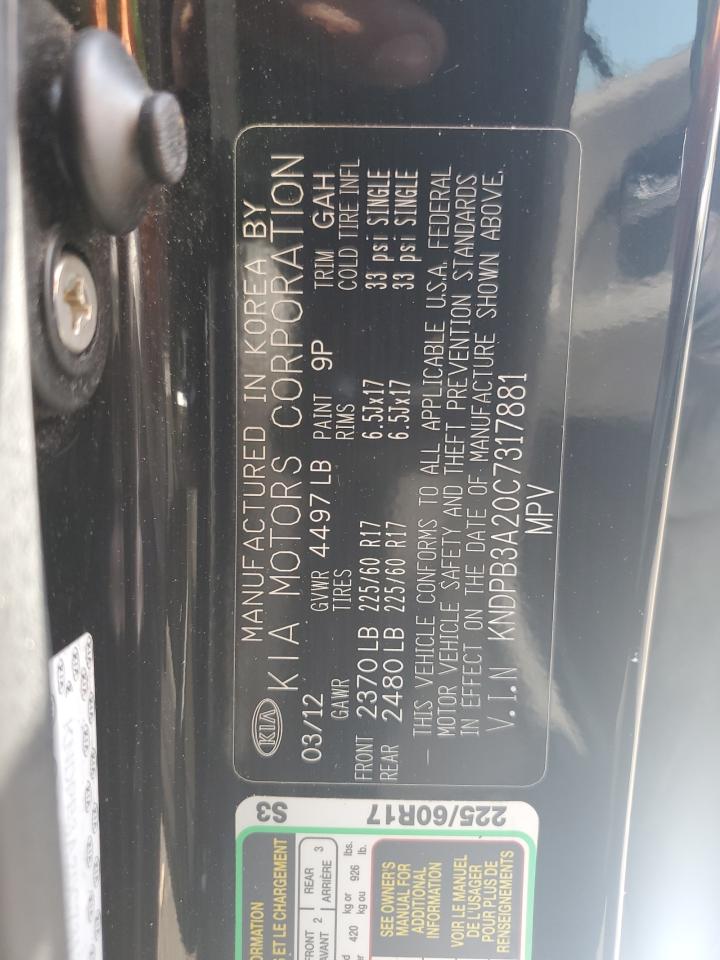 MANUFACTURED IN KOREA BY
KIA KIA MOTORS CORPORATION
03/12 GVWR 4497 LB PAINT 9P TRIM GAH
GAWR TIRES RIMS COLD TIRE INFL
FRONT 2370 LB 225/60 R17 6.5Jx17 33 psi SINGLE
REAR 2480 LB 225/60 R17 6.5Jx17 33 psi SINGLE
– THIS VEHICLE CONFORMS TO ALL APPLICABLE U.S.A. FEDERAL
MOTOR VEHICLE SAFETY AND THEFT PREVENTION STANDARDS
IN EFFECT ON THE DATE OF MANUFACTURE SHOWN ABOVE.
V.I.N KNDPB3A20C7317881
MPV
S3
225/60R17
ET LE CHARGEMENT
FRONT 2 REAR 3
AVANT ARRIÈRE
420 kg or 926 lbs.
kg ou lb.
SEE OWNER'S
MANUAL FOR
ADDITIONAL
INFORMATION
VOIR LE MANUEL
DE L'USAGER
POUR PLUS DE
RENSEIGNEMENTS